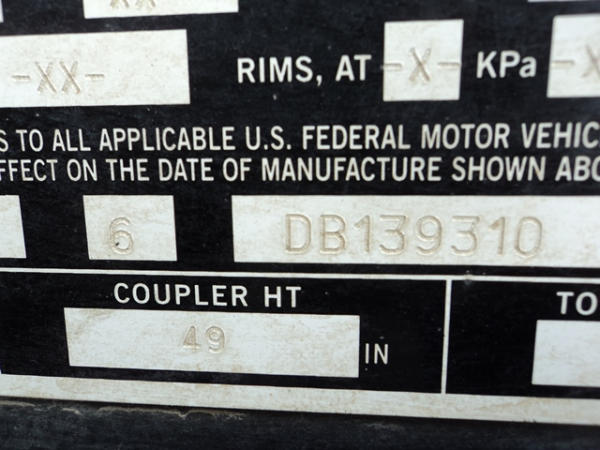 XX
-XX- RIMS, AT -X- KPa -X
S TO ALL APPLICABLE U.S. FEDERAL MOTOR VEHIC
FFECT ON THE DATE OF MANUFACTURE SHOWN ABO
6 DB139310
COUPLER HT TO
49 IN